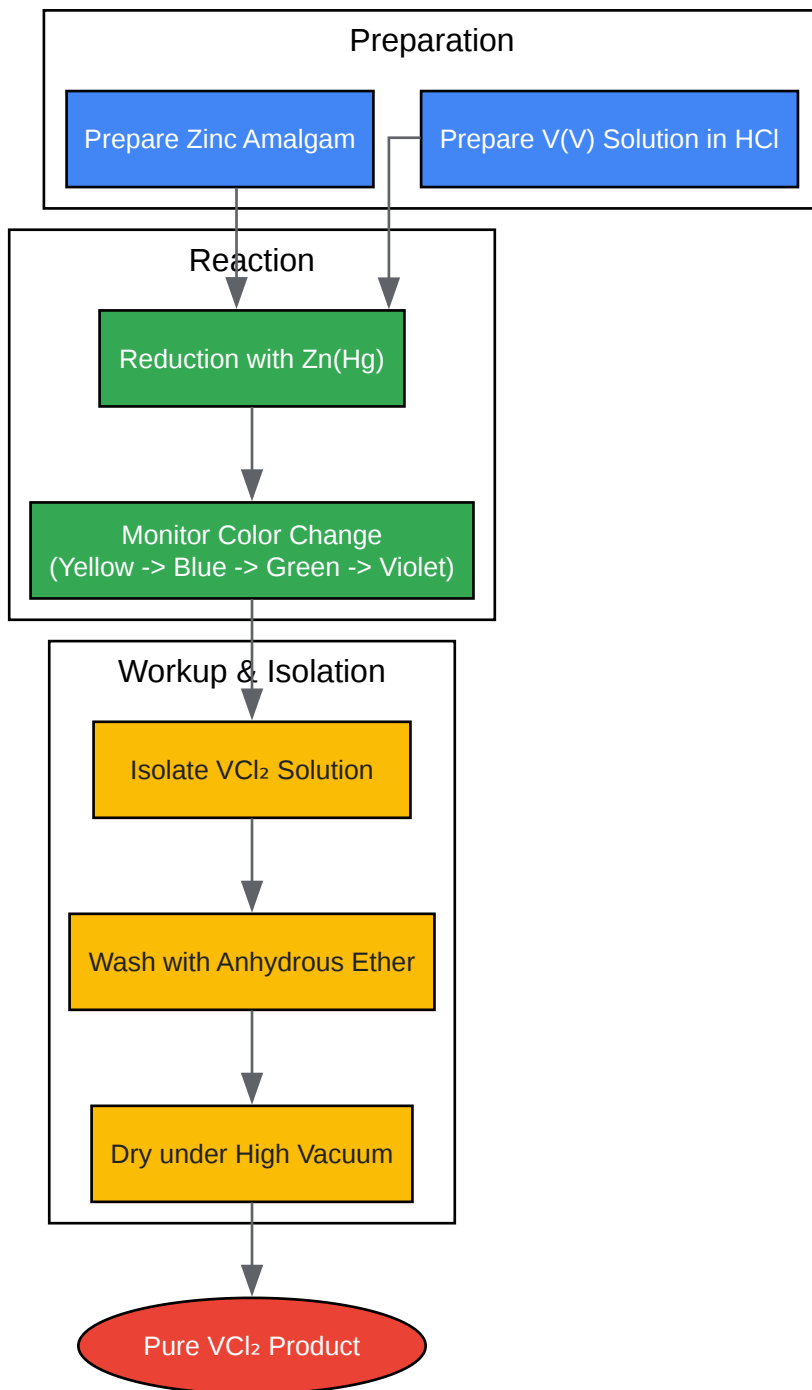 Preparation
Prepare Zinc Amalgam
Prepare V(V) Solution in HCl
Reaction
Reduction with Zn(Hg)
Monitor Color Change
(Yellow -> Blue -> Green -> Violet)
Workup & Isolation
Isolate VCl₂ Solution
Wash with Anhydrous Ether
Dry under High Vacuum
Pure VCl₂ Product